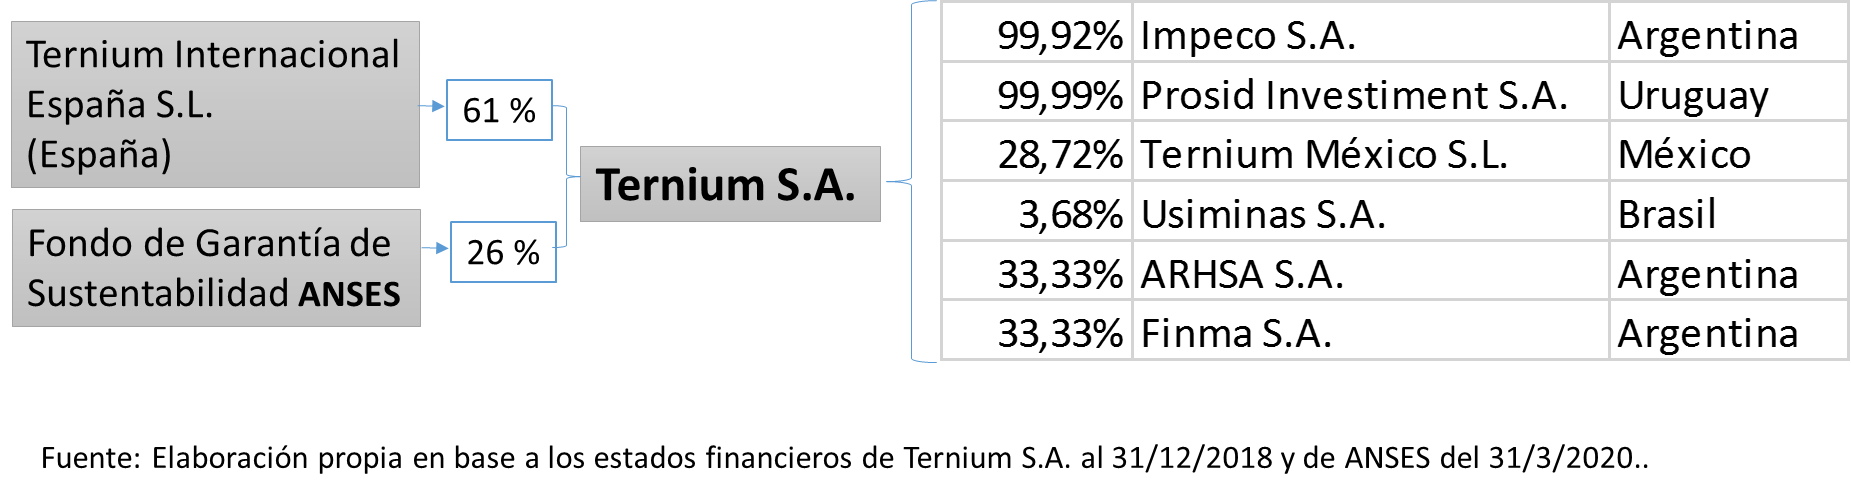 Ternium Internacional
España S.L.
(España)
61 %
Fondo de Garantía de
Sustentabilidad ANSES
26 %
Ternium S.A.
99,92% Impeco S.A. Argentina
99,99% Prosid Investiment S.A. Uruguay
28,72% Ternium México S.L. México
3,68% Usiminas S.A. Brasil
33,33% ARHSA S.A. Argentina
33,33% Finma S.A. Argentina
Fuente: Elaboración propia en base a los estados financieros de Ternium S.A. al 31/12/2018 y de ANSES del 31/3/2020..